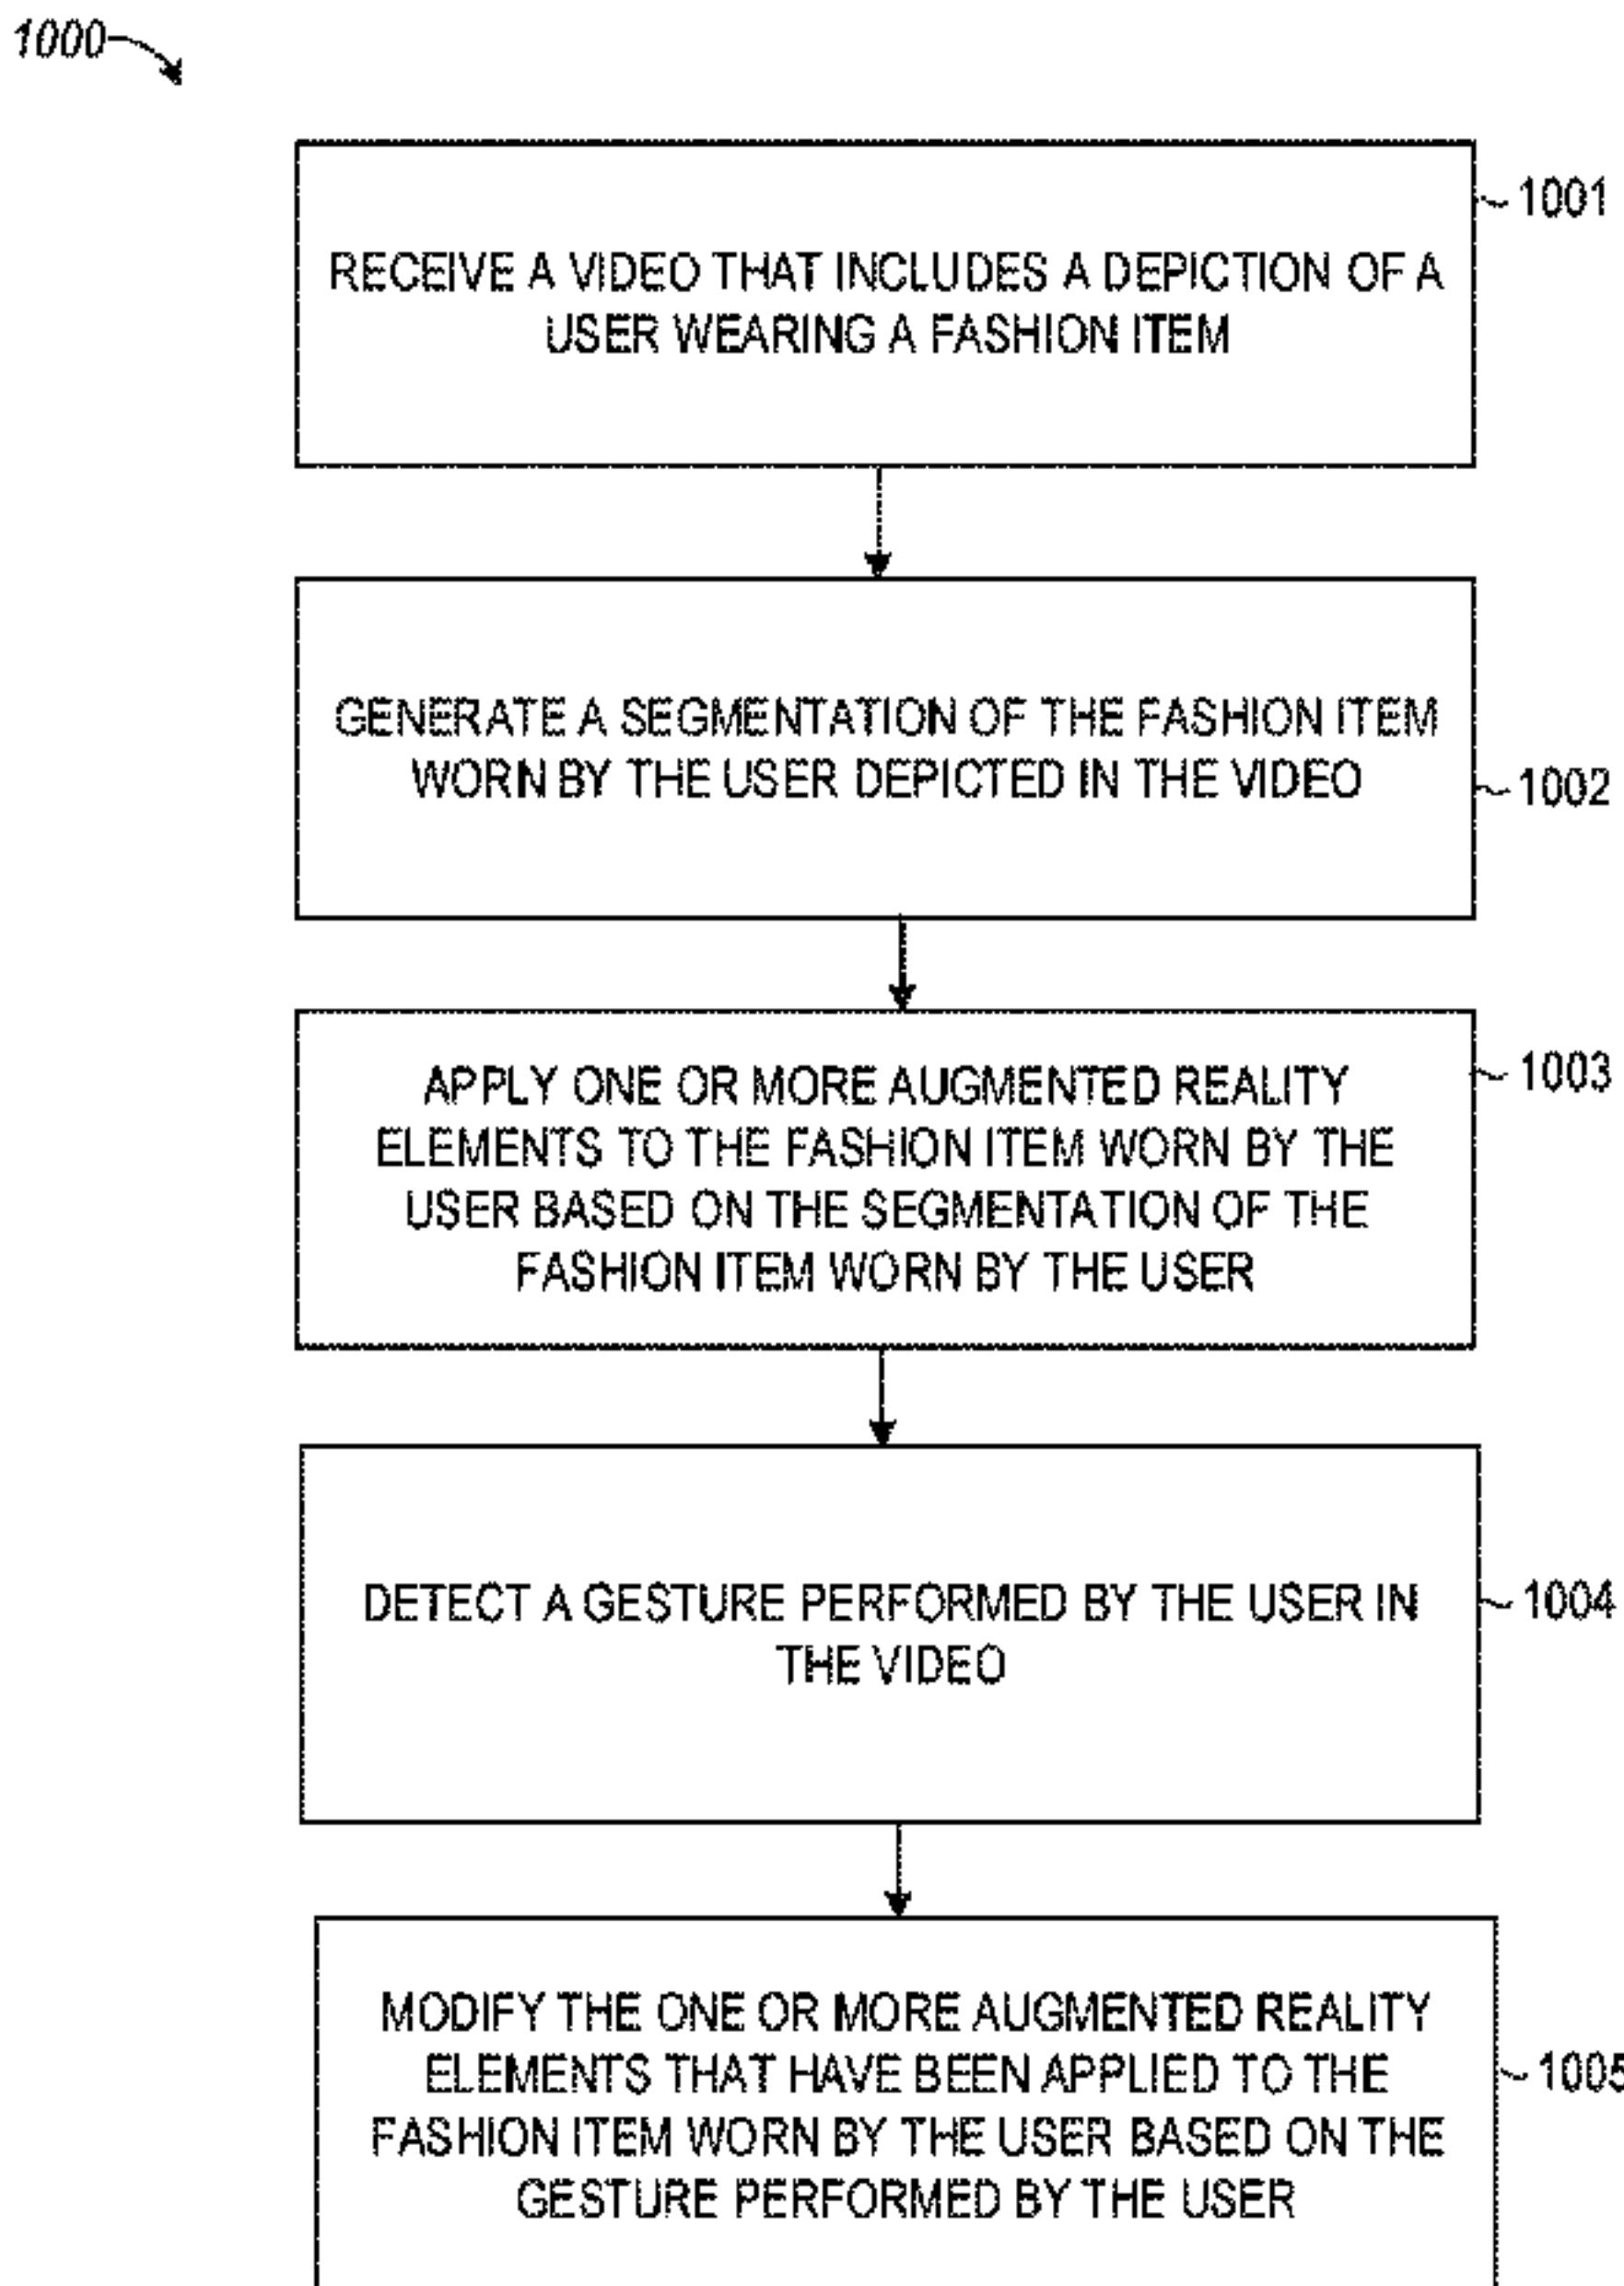 1000
1001
RECEIVE A VIDEO THAT INCLUDES A DEPICTION OF A
USER WEARING A FASHION ITEM
GENERATE A SEGMENTATION OF THE FASHION ITEM
WORN BY THE USER DEPICTED IN THE VIDEO
1002
APPLY ONE OR MORE AUGMENTED REALITY
1003
ELEMENTS TO THE FASHION ITEM WORN BY THE
USER BASED ON THE SEGMENTATION OF THE
FASHION ITEM WORN BY THE USER
DETECT A GESTURE PERFORMED BY THE USER IN
1004
THE VIDEO
MODIFY THE ONE OR MORE AUGMENTED REALITY
ELEMENTS THAT HAVE BEEN APPLIED TO THE
1005
FASHION ITEM WORN BY THE USER BASED ON THE
GESTURE PERFORMED BY THE USER